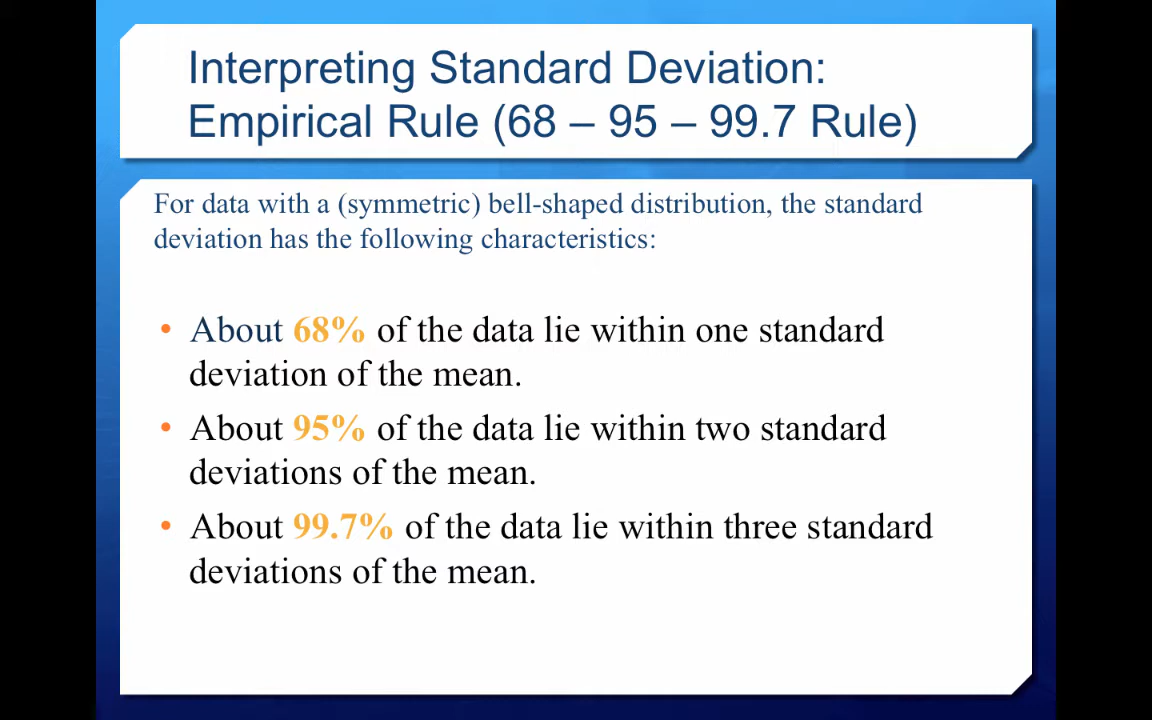 Interpreting Standard Deviation:
Empirical Rule (68 – 95 – 99.7 Rule)
For data with a (symmetric) bell-shaped distribution, the standard
deviation has the following characteristics:
• About 68% of the data lie within one standard
deviation of the mean.
• About 95% of the data lie within two standard
deviations of the mean.
• About 99.7% of the data lie within three standard
deviations of the mean.